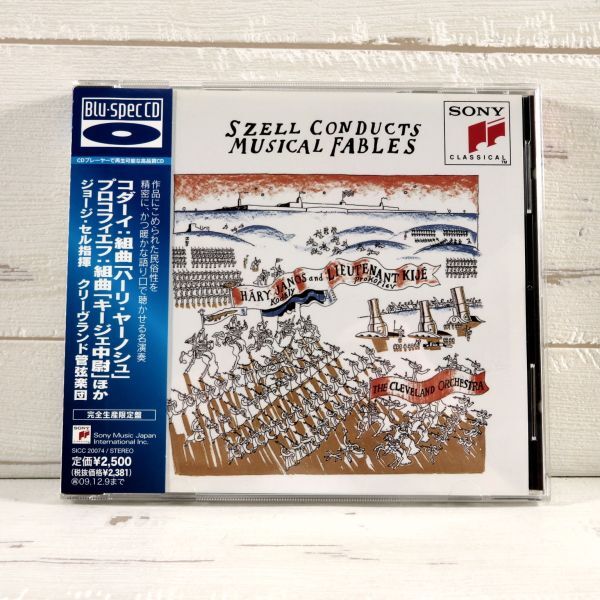 Blu-specCD
CDプレーヤーで再生可能な高品質CD
作品にこめられた民俗性を
精密に、かつ暖かな語り口で聴かせる名演奏
コダーイ:組曲「ハーリ・ヤーノシュ」
プロコフィエフ:組曲「キージェ中尉」ほか
ジョージ・セル指揮 クリーヴランド管弦楽団
完全生産限定盤
SONY
Sony Music Japan
International Inc.
SICC 20074 / STEREO
定価¥2,500
(税抜価格¥2,381)
09.12.9まで
SZELL CONDUCTS
MUSICAL FABLES
SONY
CLASSICAL
TM
HÁRY JÁNOS and LIEUTENANT KIJÉ
Kodály prokofiev
THE CLEVELAND ORCHESTRA